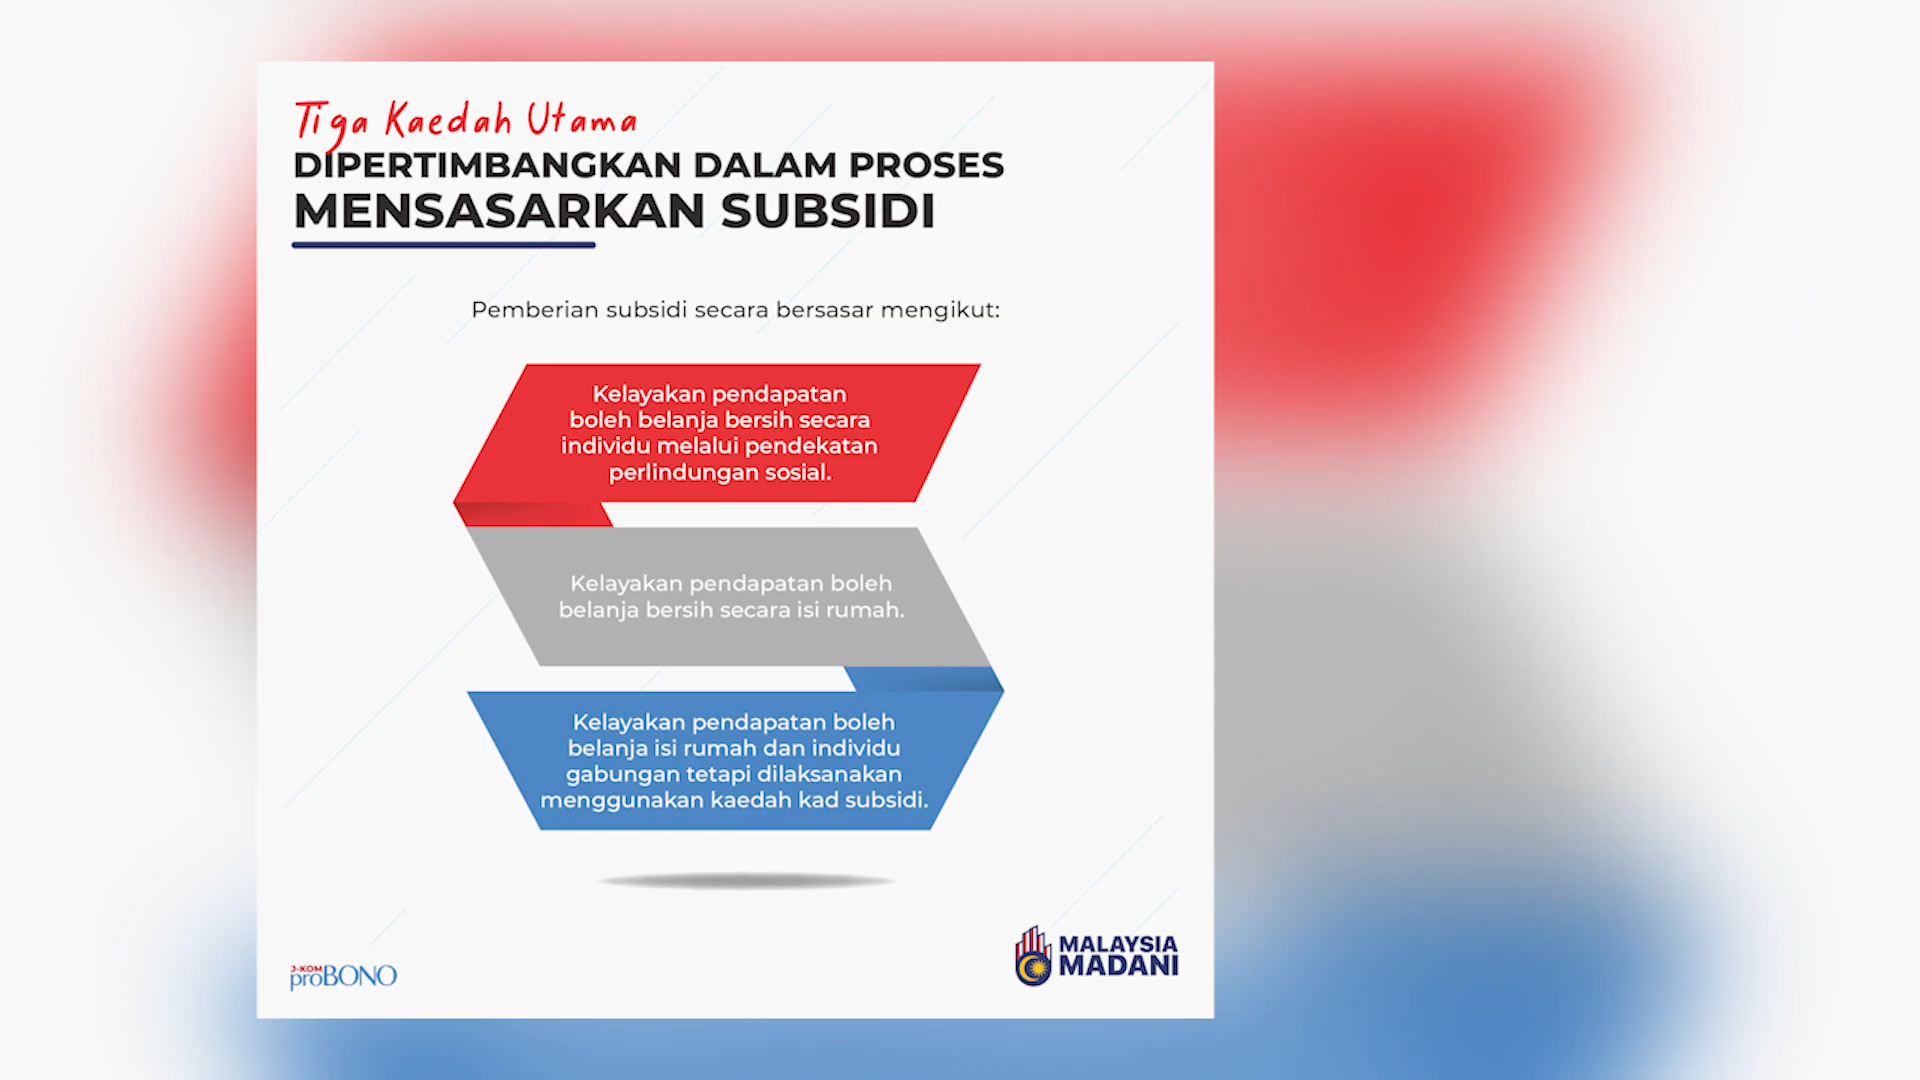 Tiga Kaedah Utama
DIPERTIMBANGKAN DALAM PROSES
MENSASARKAN SUBSIDI
Pemberian subsidi secara bersasar mengikut:
Kelayakan pendapatan
boleh belanja bersih secara
individu melalui pendekatan
perlindungan sosial.
Kelayakan pendapatan boleh
belanja bersih secara isi rumah.
Kelayakan pendapatan boleh
belanja isi rumah dan individu
gabungan tetapi dilaksanakan
menggunakan kaedah kad subsidi.
J-KOM
proBONO
MALAYSIA
MADANI